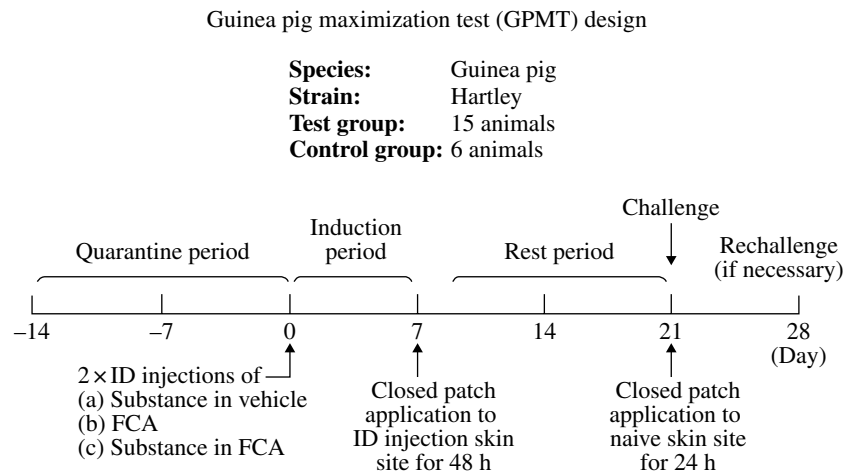 Guinea pig maximization test (GPMT) design
Species: Guinea pig
Strain: Hartley
Test group: 15 animals
Control group: 6 animals
Challenge
Quarantine period
Induction
period
Rest period
Rechallenge
(if necessary)
–14 –7 0 7 14 21 28
(Day)
2 × ID injections of
(a) Substance in vehicle
(b) FCA
(c) Substance in FCA
Closed patch
application to
ID injection skin
site for 48 h
Closed patch
application to
naive skin site
for 24 h